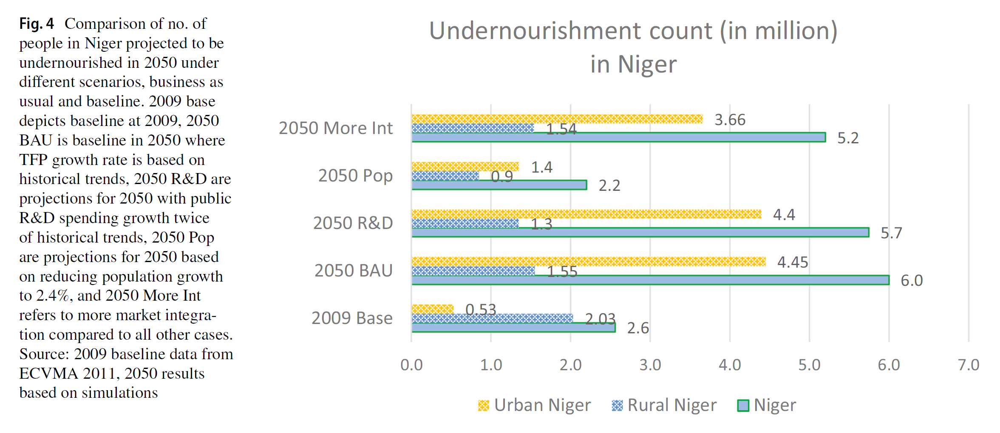 Fig. 4 Comparison of no. of
people in Niger projected to be
undernourished in 2050 under
different scenarios, business as
usual and baseline. 2009 base
depicts baseline at 2009, 2050
BAU is baseline in 2050 where
TFP growth rate is based on
historical trends, 2050 R&D are
projections for 2050 with public
R&D spending growth twice
of historical trends, 2050 Pop
are projections for 2050 based
on reducing population growth
to 2.4%, and 2050 More Int
refers to more market integra-
tion compared to all other cases.
Source: 2009 baseline data from
ECVMA 2011, 2050 results
based on simulations
Undernourishment count (in million)
in Niger
2050 More Int
3.66
1.54
5.2
2050 Pop
1.4
0.9
2.2
2050 R&D
4.4
1.3
5.7
2050 BAU
4.45
1.55
6.0
2009 Base
0.53
2.03
2.6
0.0 1.0 2.0 3.0 4.0 5.0 6.0 7.0
Urban Niger Rural Niger Niger